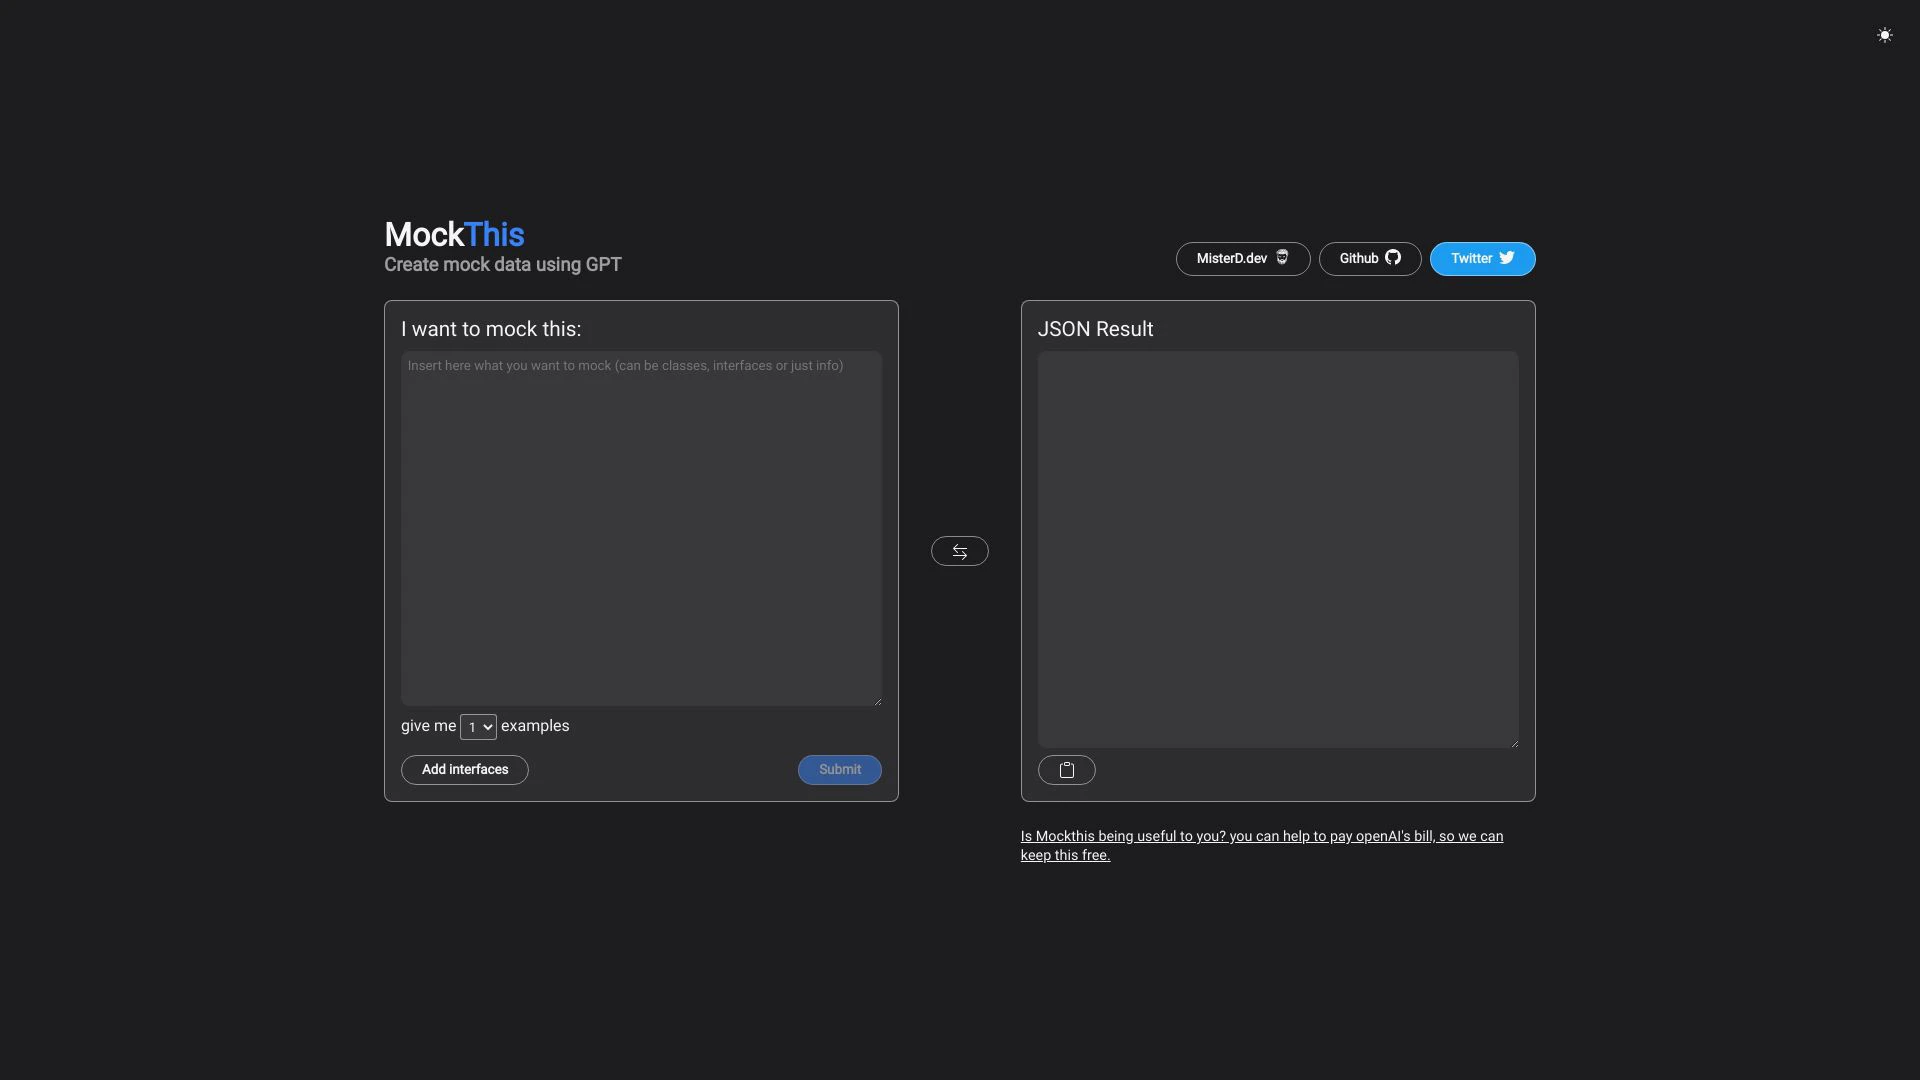 MockThis
Create mock data using GPT
MisterD.dev
Github
Twitter
I want to mock this:
Insert here what you want to mock (can be classes, interfaces or just info)
give me 1 examples
Add interfaces
Submit
JSON Result
Is Mockthis being useful to you? you can help to pay openAI's bill, so we can
keep this free.